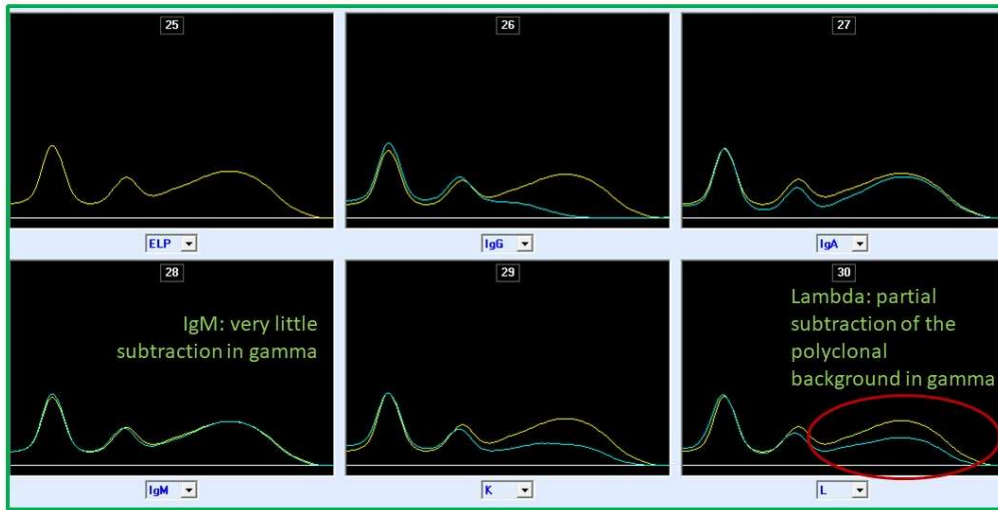 25
26
27
ELP
IgG
IgA
28
29
30
IgM: very little
subtraction in gamma
Lambda: partial
subtraction of the
polyclonal
background in gamma
IgM
K
L